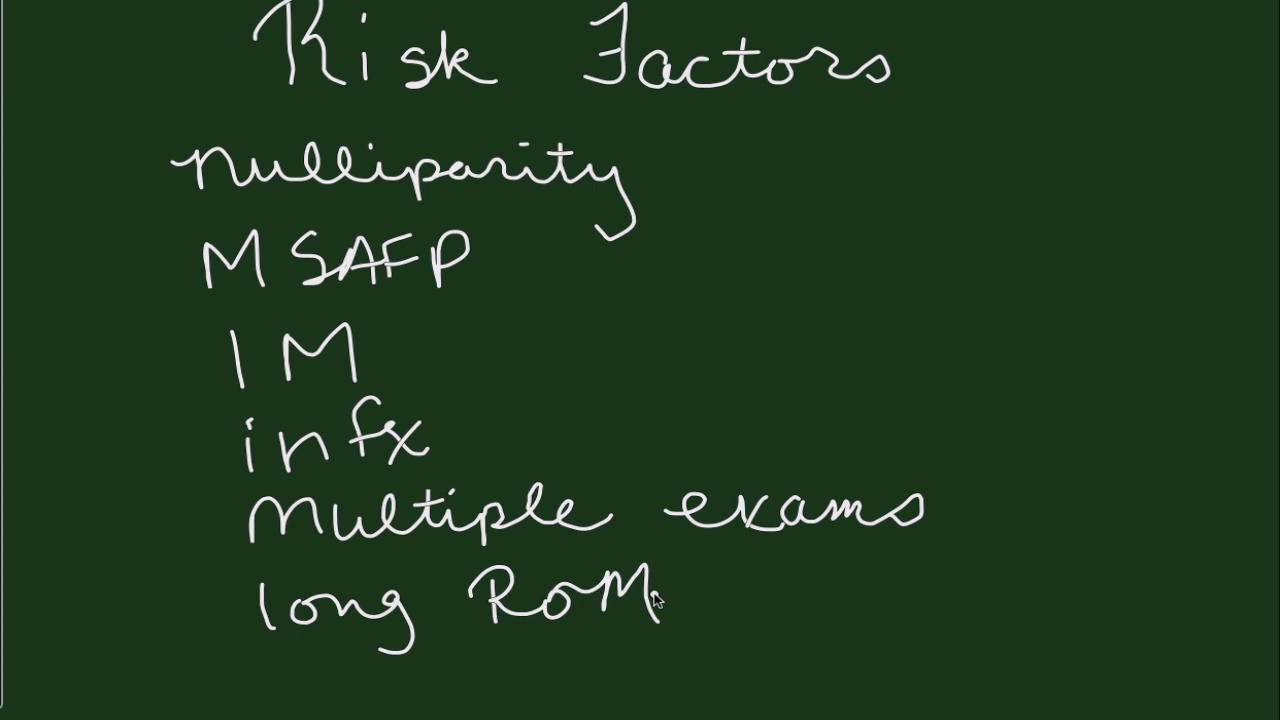 Risk Factors
nulliparity
MSAFP
IM
infx
Multiple exams
long ROM